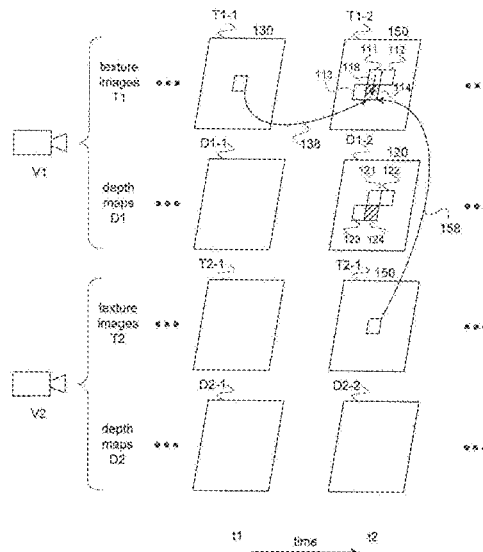 T1-1 130 T1-2 150
111 112
118
113
114
texture images T1
138
V1
D1-1 D1-2 120
121 122
123 124
depth maps D1
158
T2-1 T2-1 150
texture images T2
V2
D2-1 D2-2
depth maps D2
t1 time t2